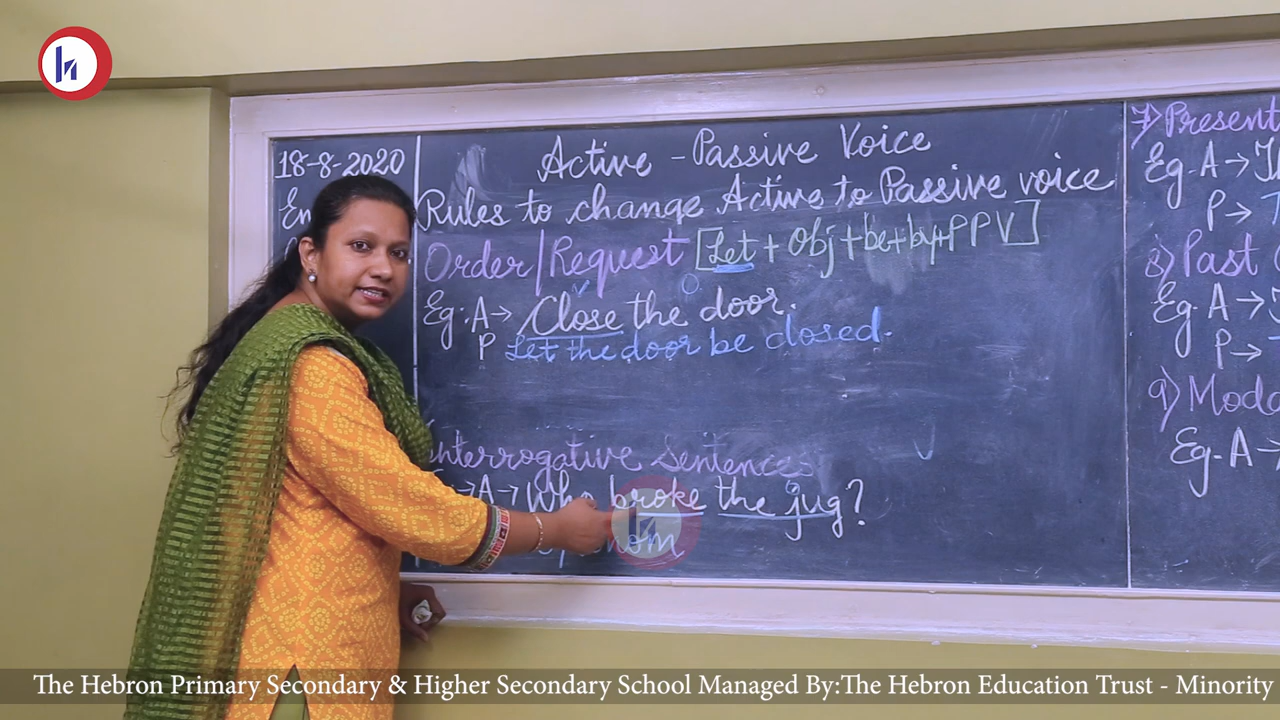 18-8-2020
En
Active - Passive Voice
Rules to change Active to Passive voice
Order/Request [Let + Obj + be + by + PPV]
Eg: A→ Close the door.
P Let the door be closed.
Interrogative Sentences
A→ Who broke the jug?
7) Present
Eg. A→ Th
P→ T
8) Past
Eg. A→
P→
9) Moda
Eg. A→
The Hebron Primary Secondary & Higher Secondary School Managed By:The Hebron Education Trust - Minority